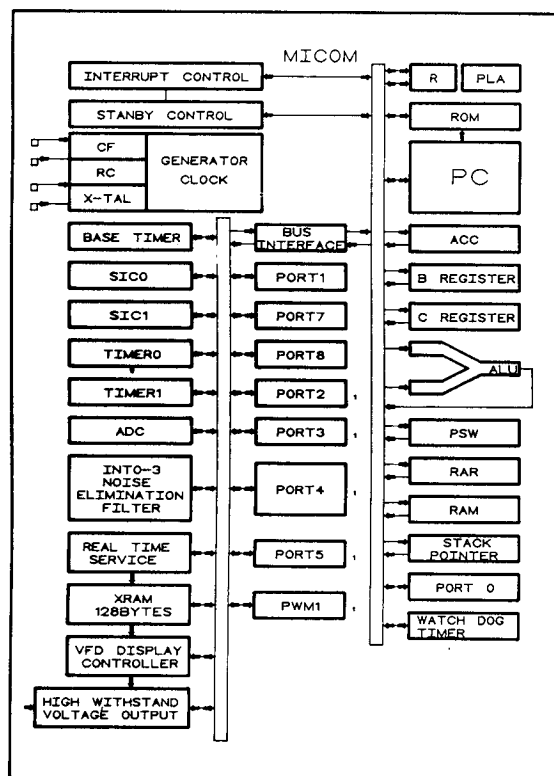 MICOM
INTERRUPT CONTROL
STANBY CONTROL
CF
RC
X-TAL
GENERATOR
CLOCK
BASE TIMER
SIC0
SIC1
TIMER0
TIMER1
ADC
INTO-3
NOISE
ELIMINATION
FILTER
REAL TIME
SERVICE
XRAM
128BYTES
VFD DISPLAY
CONTROLLER
HIGH WITHSTAND
VOLTAGE OUTPUT
BUS
INTERFACE
PORT1
PORT7
PORT8
PORT2
PORT3
PORT4
PORT5
PWM1
R
PLA
ROM
PC
ACC
B REGISTER
C REGISTER
ALU
PSW
RAR
RAM
STACK
POINTER
PORT 0
WATCH DOG
TIMER